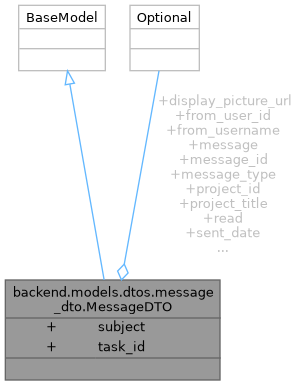 BaseModel
Optional
+display_picture_url
+from_user_id
+from_username
+message
+message_id
+message_type
+project_id
+project_title
+read
+sent_date
...
backend.models.dtos.message
_dto.MessageDTO
+ subject
+ task_id